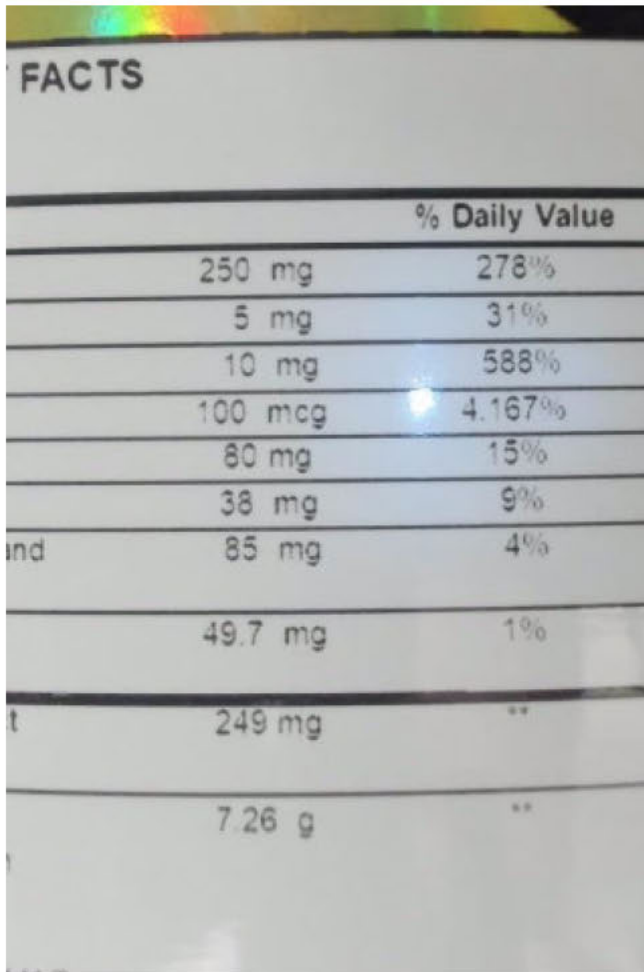 FACTS
% Daily Value
250 mg 278%
5 mg 31%
10 mg 588%
100 mcg 4.167%
80 mg 15%
38 mg 9%
and 85 mg 4%
49.7 mg 1%
t 249 mg **
7.26 g **